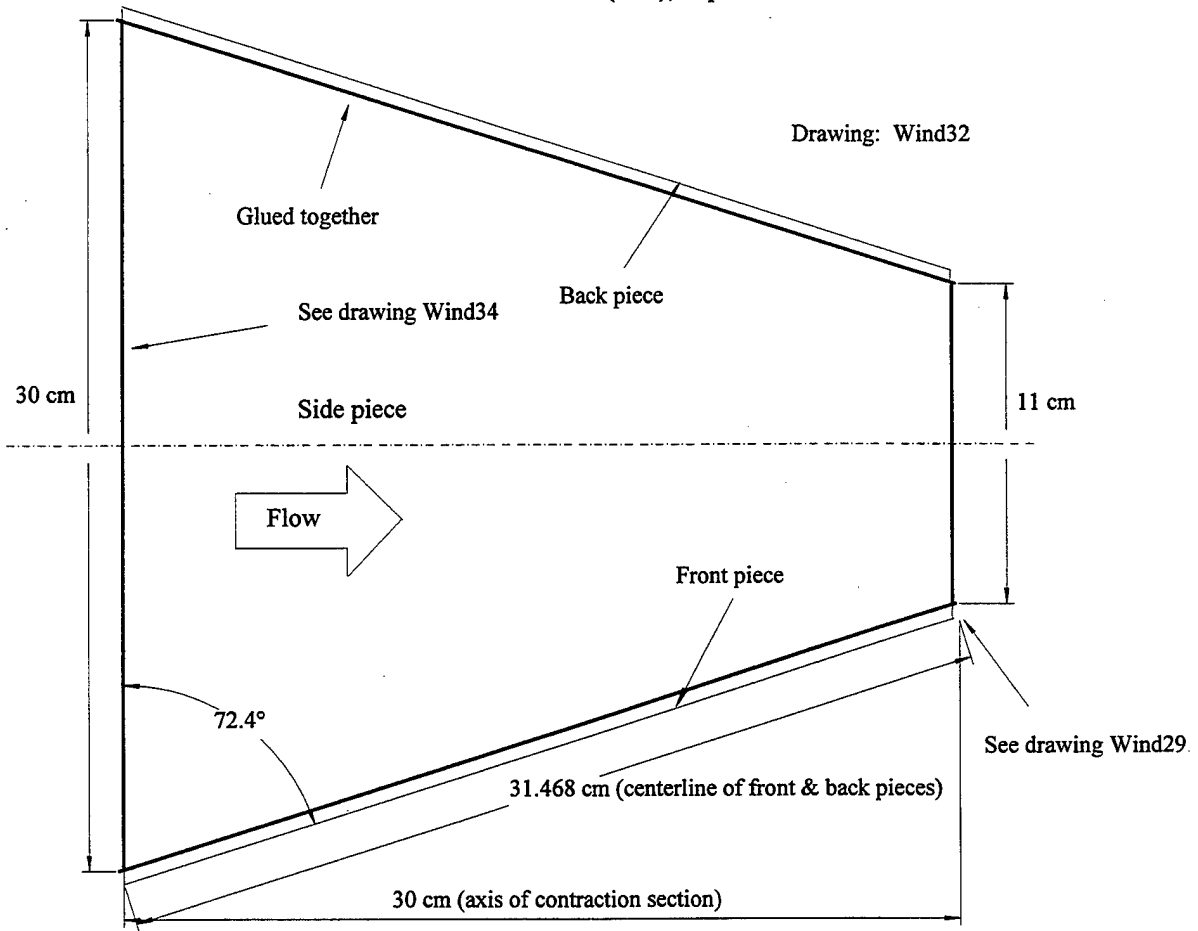 Drawing: Wind32
Glued together
Back piece
See drawing Wind34
30 cm
Side piece
11 cm
Flow
Front piece
72.4°
See drawing Wind29
31.468 cm (centerline of front & back pieces)
30 cm (axis of contraction section)